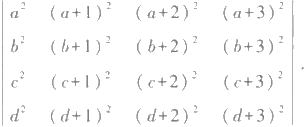 | a² (a+1)² (a+2)² (a+3)² |
| b² (b+1)² (b+2)² (b+3)² |
| c² (c+1)² (c+2)² (c+3)² |
| d² (d+1)² (d+2)² (d+3)² | .